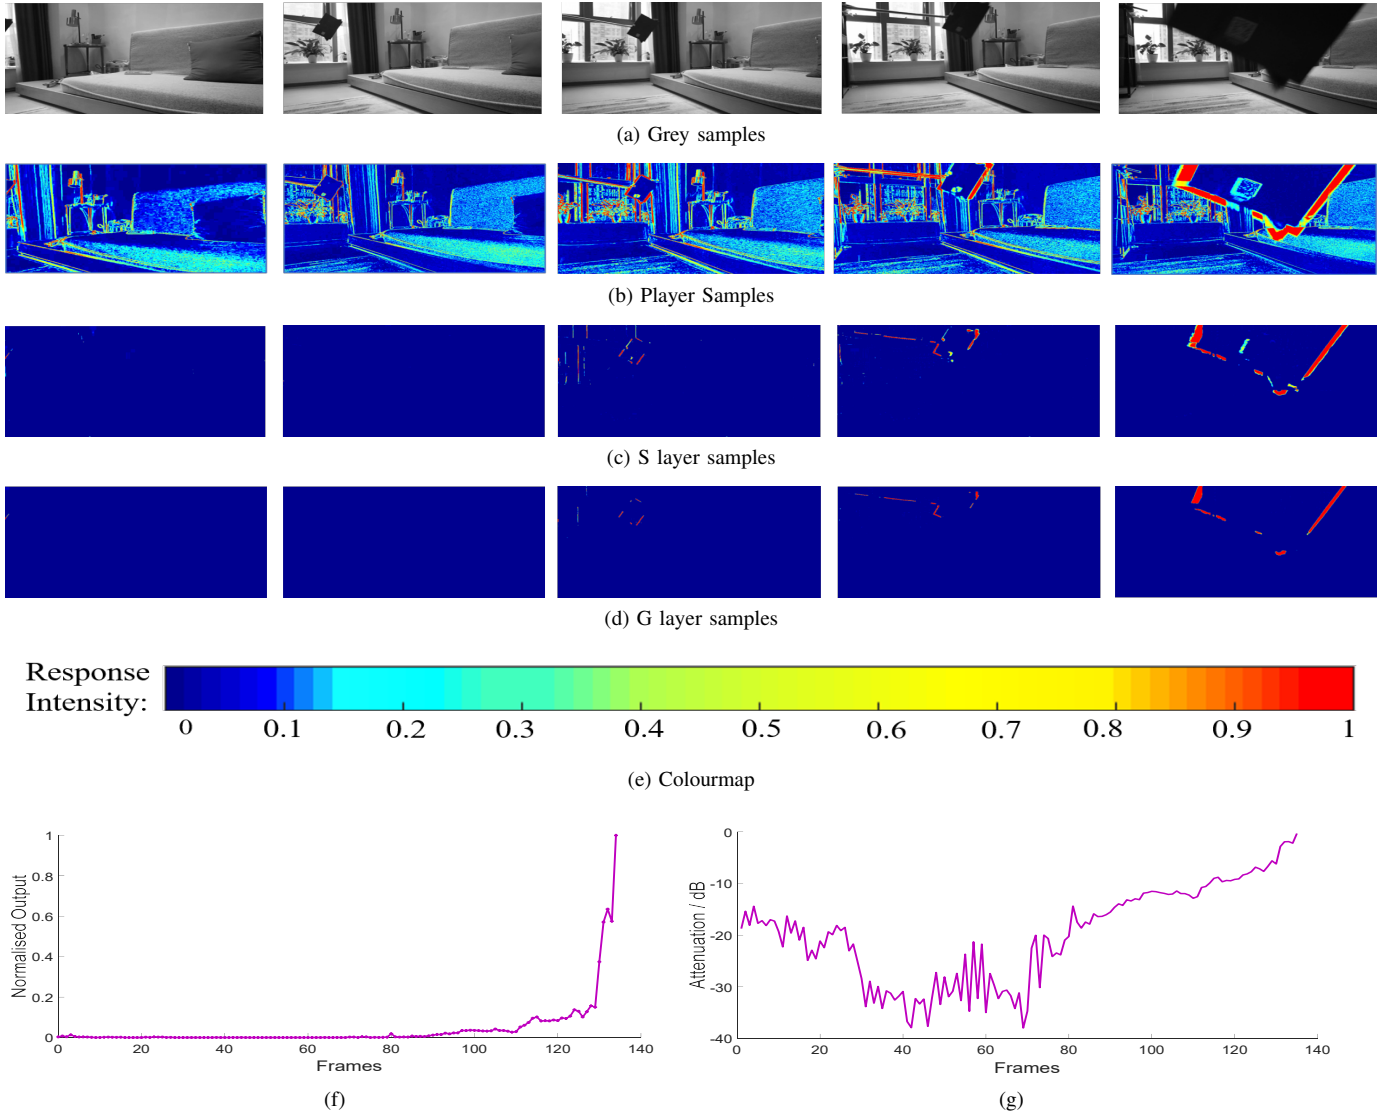 (a) Grey samples
(b) Player Samples
(c) S layer samples
(d) G layer samples
Response
Intensity:
0 0.1 0.2 0.3 0.4 0.5 0.6 0.7 0.8 0.9 1
(e) Colourmap
Normalised Output
1
0.8
0.6
0.4
0.2
0
0 20 40 60 80 100 120 140
Frames
(f)
Attenuation / dB
0
-10
-20
-30
-40
0 20 40 60 80 100 120 140
Frames
(g)